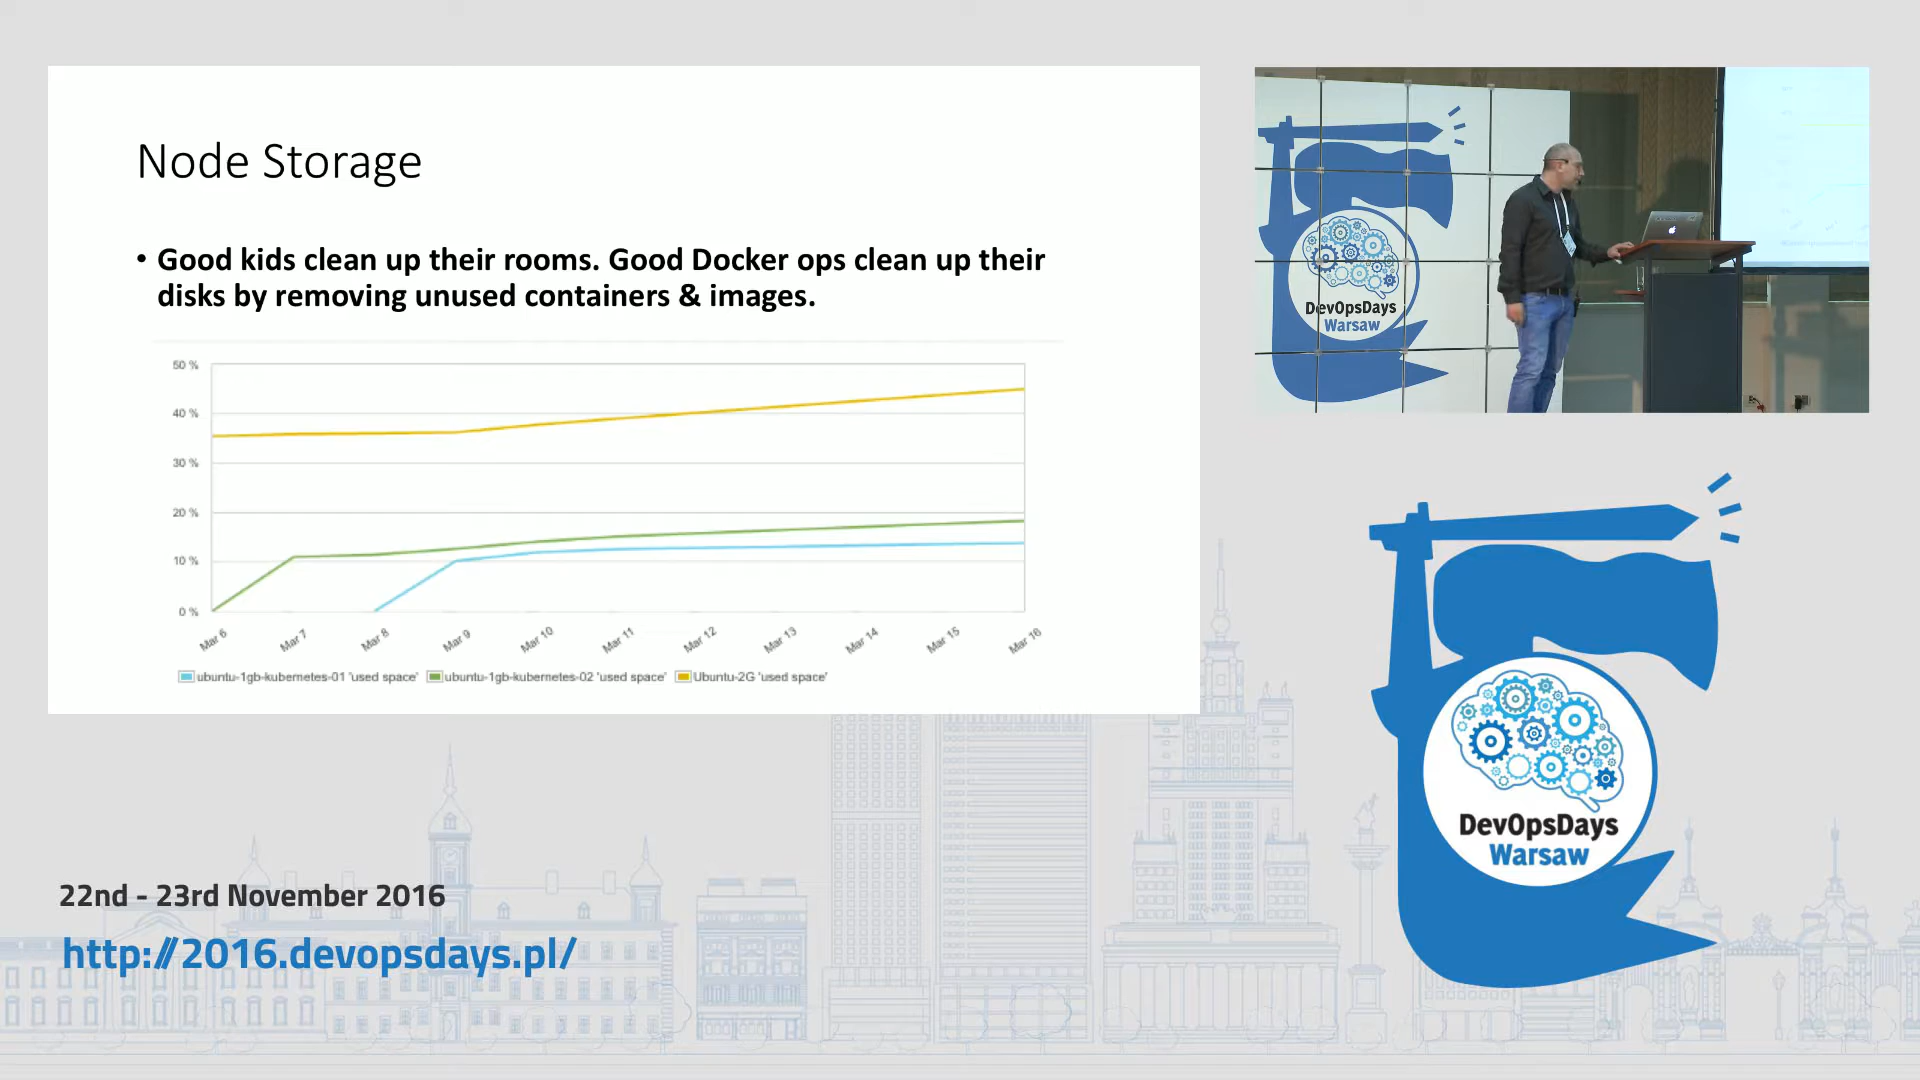 Node Storage
• Good kids clean up their rooms. Good Docker ops clean up their
disks by removing unused containers & images.
50 %
40 %
30 %
20 %
10 %
0 %
Mar 6
Mar 7
Mar 8
Mar 9
Mar 10
Mar 11
Mar 12
Mar 13
Mar 14
Mar 15
Mar 16
ubuntu-1gb-kubernetes-01 'used space'
ubuntu-1gb-kubernetes-02 'used space'
Ubuntu-2G 'used space'
DevOpsDays
Warsaw
DevOpsDays
Warsaw
22nd - 23rd November 2016
http://2016.devopsdays.pl/